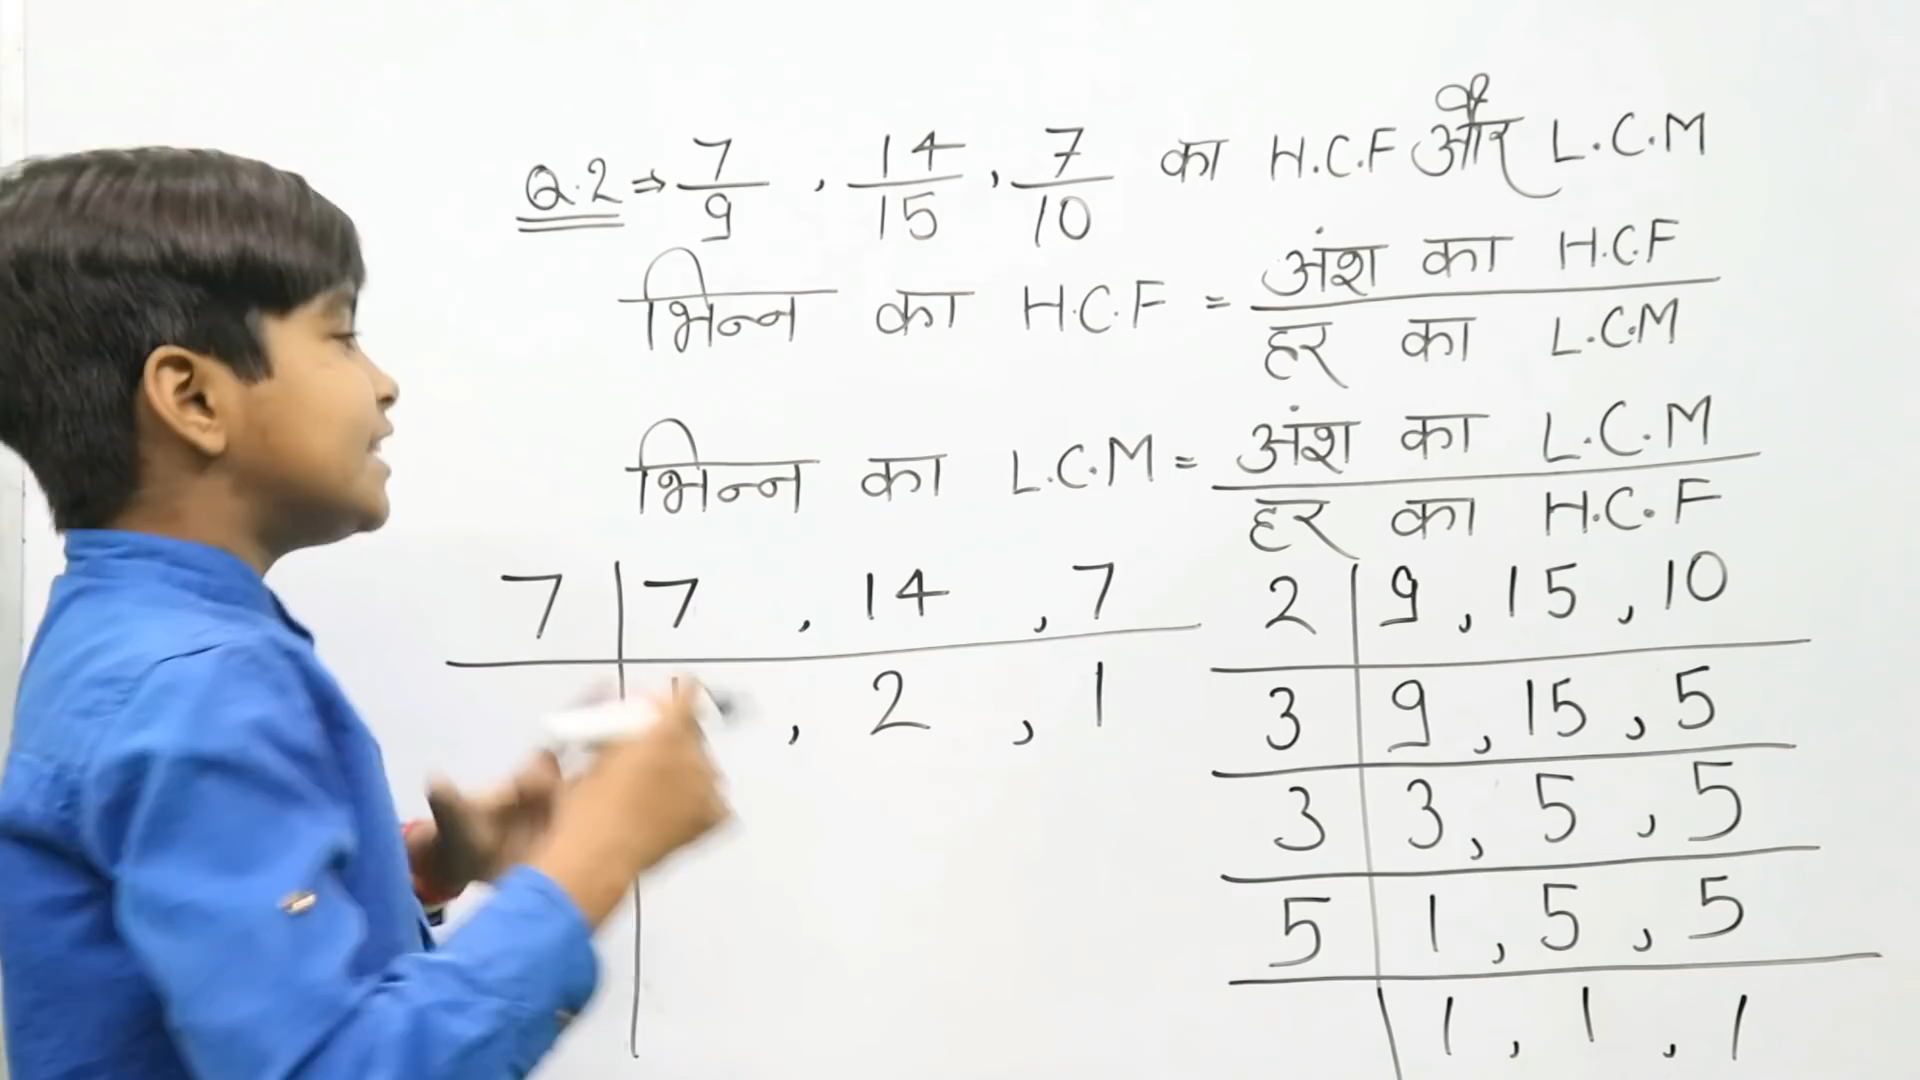 Q.2 ⇒ 7/9 , 14/15 , 7/10 का H.C.F और L.C.M
भिन्न का H.C.F = अंश का H.C.F / हर का L.C.M
भिन्न का L.C.M = अंश का L.C.M / हर का H.C.F
7 | 7 , 14 , 7
, 2 , 1
2 | 9 , 15 , 10
3 | 9 , 15 , 5
3 | 3 , 5 , 5
5 | 1 , 5 , 5
1 , 1 , 1